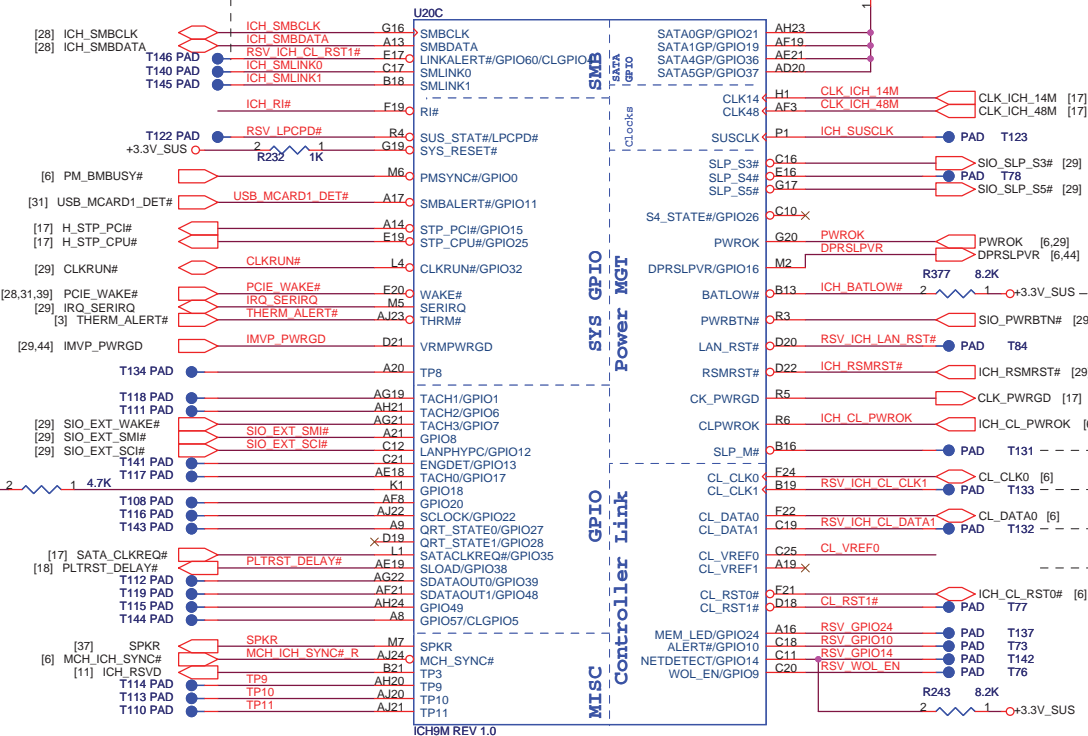 U20C
[28] ICH_SMBCLK ICH_SMBCLK G16 SMBCLK
[28] ICH_SMBDATA ICH_SMBDATA A13 SMBDATA
T146 PAD RSV_ICH_CL_RST1# E17 LINKALERT#/GPIO60/CLGPIO4
T140 PAD ICH_SMLINK0 C17 SMLINK0
T145 PAD ICH_SMLINK1 B18 SMLINK1
ICH_RI# F19 RI#
T122 PAD RSV_LPCPD# R4 SUS_STAT#/LPCPD#
+3.3V_SUS 2 R232 1 1K G19 SYS_RESET#
[6] PM_BMBUSY# M6 PMSYNC#/GPIO0
[31] USB_MCARD1_DET# USB_MCARD1_DET# A17 SMBALERT#/GPIO11
[17] H_STP_PCI# A14 STP_PCI#/GPIO15
[17] H_STP_CPU# E19 STP_CPU#/GPIO25
[29] CLKRUN# CLKRUN# L4 CLKRUN#/GPIO32
[28,31,39] PCIE_WAKE# PCIE_WAKE# E20 WAKE#
[29] IRQ_SERIRQ IRQ_SERIRQ M5 SERIRQ
[3] THERM_ALERT# THERM_ALERT# AJ23 THRM#
[29,44] IMVP_PWRGD IMVP_PWRGD D21 VRMPWRGD
T134 PAD A20 TP8
T118 PAD AG19 TACH1/GPIO1
T111 PAD AH21 TACH2/GPIO6
[29] SIO_EXT_WAKE# AG21 TACH3/GPIO7
[29] SIO_EXT_SMI# SIO_EXT_SMI# A21 GPIO8
[29] SIO_EXT_SCI# SIO_EXT_SCI# C12 LANPHYPC/GPIO12
T141 PAD C21 ENGDET/GPIO13
T117 PAD AE18 TACH0/GPIO17
2 1 4.7K K1 GPIO18
T108 PAD AF8 GPIO20
T116 PAD AJ22 SCLOCK/GPIO22
T143 PAD A9 QRT_STATE0/GPIO27
D19 QRT_STATE1/GPIO28
[17] SATA_CLKREQ# L1 SATACLKREQ#/GPIO35
[18] PLTRST_DELAY# PLTRST_DELAY# AE19 SLOAD/GPIO38
T112 PAD AG22 SDATAOUT0/GPIO39
T119 PAD AF21 SDATAOUT1/GPIO48
T115 PAD AH24 GPIO49
T144 PAD A8 GPIO57/CLGPIO5
[37] SPKR SPKR M7 SPKR
[6] MCH_ICH_SYNC# MCH_ICH_SYNC#_R AJ24 MCH_SYNC#
[11] ICH_RSVD B21 TP3
T114 PAD TP9 AH20 TP9
T113 PAD TP10 AJ20 TP10
T110 PAD TP11 AJ21 TP11
ICH9M REV 1.0
SMB
SATA GPIO
Clocks
SYS GPIO
Power MGT
GPIO
Controller Link
MISC
1
SATA0GP/GPIO21 AH23
SATA1GP/GPIO19 AF19
SATA4GP/GPIO36 AE21
SATA5GP/GPIO37 AD20
CLK14 H1 CLK_ICH_14M CLK_ICH_14M [17]
CLK48 AF3 CLK_ICH_48M CLK_ICH_48M [17]
SUSCLK P1 ICH_SUSCLK PAD T123
SLP_S3# C16 SIO_SLP_S3# [29]
SLP_S4# E16 PAD T78
SLP_S5# G17 SIO_SLP_S5# [29]
S4_STATE#/GPIO26 C10
PWROK G20 PWROK PWROK [6,29]
DPRSLPVR/GPIO16 M2 DPRSLPVR DPRSLPVR [6,44]
BATLOW# B13 ICH_BATLOW# R377 8.2K 2 1 +3.3V_SUS
PWRBTN# R3 SIO_PWRBTN# [29
LAN_RST# D20 RSV_ICH_LAN_RST# PAD T84
RSMRST# D22 ICH_RSMRST# ICH_RSMRST# [29
CK_PWRGD R5 CLK_PWRGD [17]
CLPWROK R6 ICH_CL_PWROK ICH_CL_PWROK [6
SLP_M# B16 PAD T131
CL_CLK0 F24 CL_CLK0 [6]
CL_CLK1 B19 RSV_ICH_CL_CLK1 PAD T133
CL_DATA0 F22 CL_DATA0 [6]
CL_DATA1 C19 RSV_ICH_CL_DATA1 PAD T132
CL_VREF0 C25 CL_VREF0
CL_VREF1 A19
CL_RST0# F21 ICH_CL_RST0# [6]
CL_RST1# D18 CL_RST1# PAD T77
MEM_LED/GPIO24 A16 RSV_GPIO24 PAD T137
ALERT#/GPIO10 C18 RSV_GPIO10 PAD T73
NETDETECT/GPIO14 C11 RSV_GPIO14 PAD T142
WOL_EN/GPIO9 C20 RSV_WOL_EN PAD T76
R243 8.2K
2 1 +3.3V_SUS